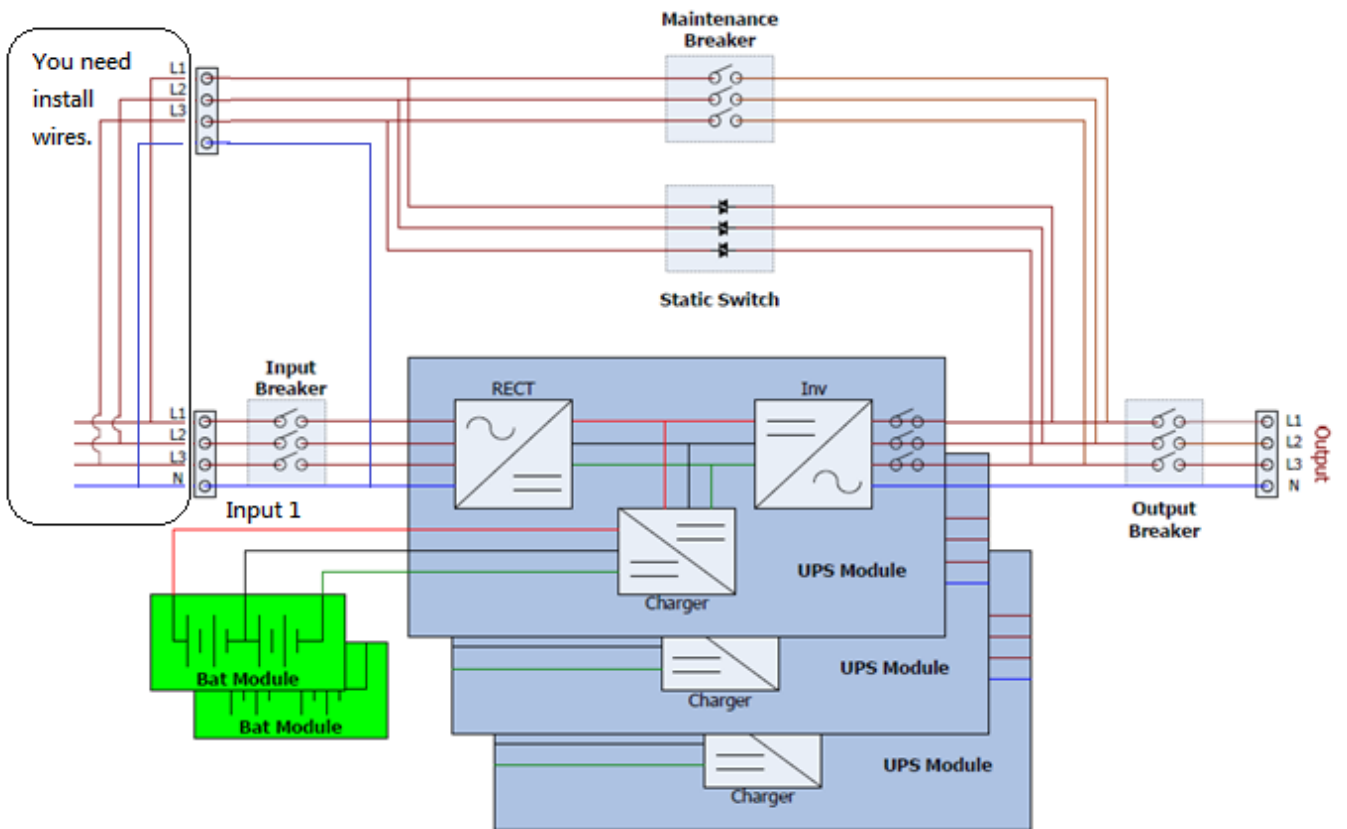 Maintenance
Breaker
You need
install
wires.
L1
L2
L3
Static Switch
Input
Breaker
RECT
Inv
L1
L2
L3
N
Input 1
L1
L2
L3
N
Output
Output
Breaker
UPS Module
Charger
Bat Module
UPS Module
Charger
Bat Module
UPS Module
Charger